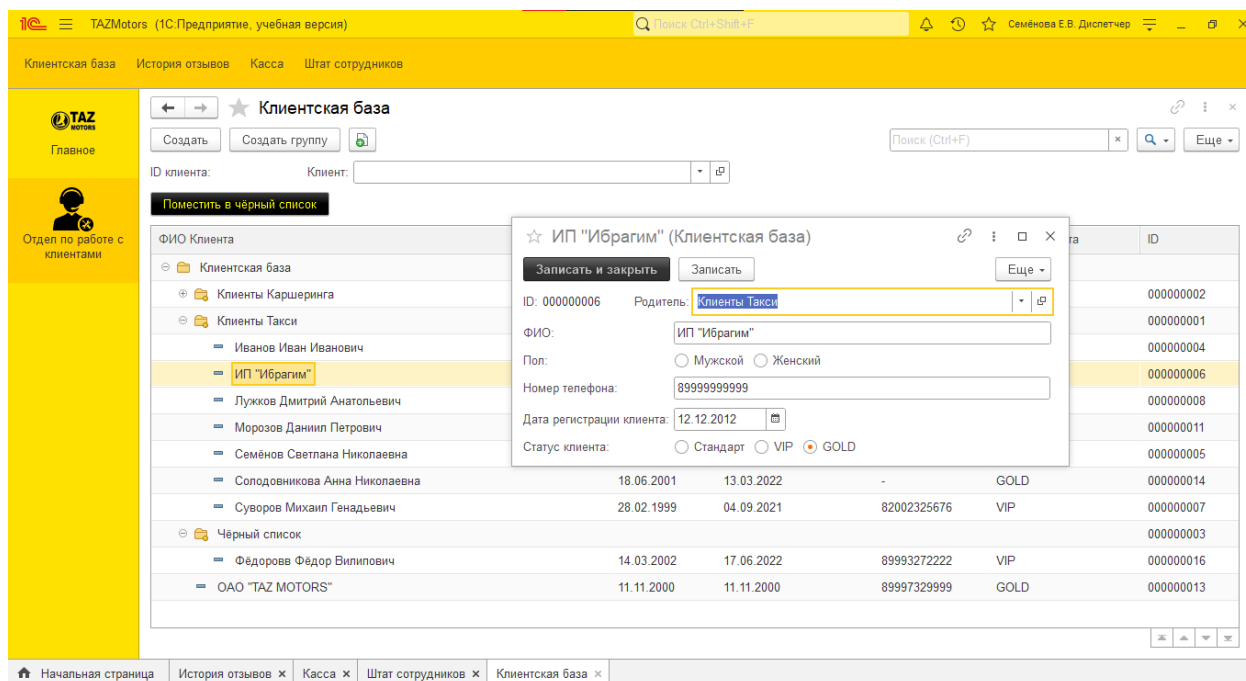 1С TAZMotors (1С:Предприятие, учебная версия) Поиск Ctrl+Shift+F Семёнова Е.В. Диспетчер
Клиентская база История отзывов Касса Штат сотрудников
TAZ
MOTORS
Главное
Отдел по работе с
клиентами
Клиентская база
Создать Создать группу Поиск (Ctrl+F) × Еще
ID клиента: Клиент:
Поместить в чёрный список
ФИО Клиента та ID
Клиентская база
Клиенты Каршеринга 000000002
Клиенты Такси 000000001
Иванов Иван Иванович 000000004
ИП "Ибрагим" 000000006
Лужков Дмитрий Анатольевич 000000008
Морозов Даниил Петрович 000000011
Семёнов Светлана Николаевна 000000005
Солодовникова Анна Николаевна 18.06.2001 13.03.2022 - GOLD 000000014
Суворов Михаил Генадьевич 28.02.1999 04.09.2021 82002325676 VIP 000000007
Чёрный список 000000003
Фёдоровв Фёдор Вилипович 14.03.2002 17.06.2022 89993272222 VIP 000000016
ОАО "TAZ MOTORS" 11.11.2000 11.11.2000 89997329999 GOLD 000000013
ИП "Ибрагим" (Клиентская база)
Записать и закрыть Записать Еще
ID: 000000006 Родитель: Клиенты Такси
ФИО: ИП "Ибрагим"
Пол: Мужской Женский
Номер телефона: 89999999999
Дата регистрации клиента: 12.12.2012
Статус клиента: Стандарт VIP GOLD
Начальная страница История отзывов × Касса × Штат сотрудников × Клиентская база ×